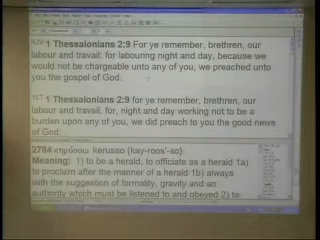 KJV 1 Thessalonians 2:9 For ye remember, brethren, our
labour and travail: for labouring night and day, because we
would not be chargeable unto any of you, we preached unto
you the gospel of God.
YLT 1 Thessalonians 2:9 for ye remember, brethren, our
labour and travail, for, night and day working not to be a
burden upon any of you, we did preach to you the good news
of God.
2784 κηρύσσω kerusso {kay-roos'-so}
Meaning: 1) to be a herald, to officiate as a herald 1a)
to proclaim after the manner of a herald 1b) always
with the suggestion of formality, gravity and an
authority which must be listened to and obeyed 2) to